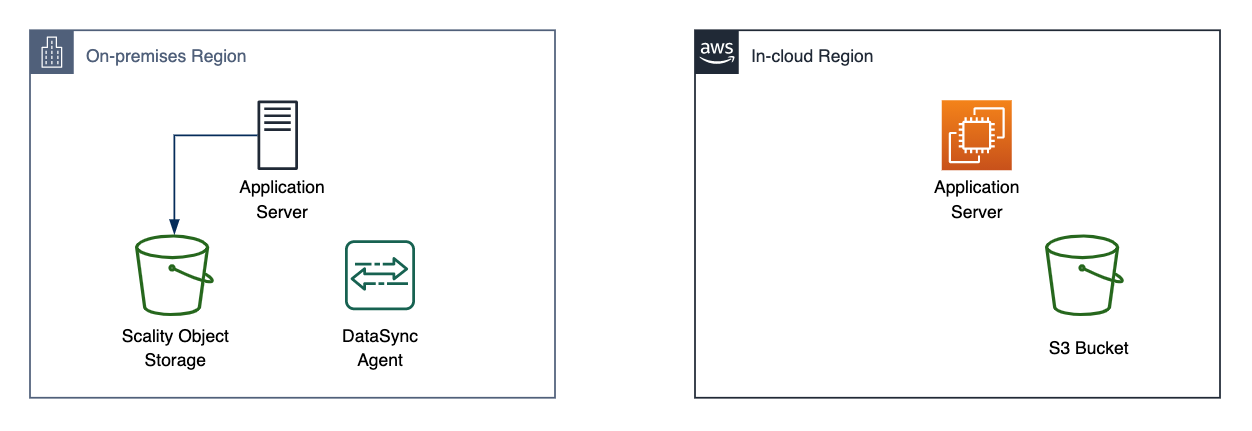 On-premises Region
Application
Server
Scality Object
Storage
DataSync
Agent
aws
In-cloud Region
Application
Server
S3 Bucket